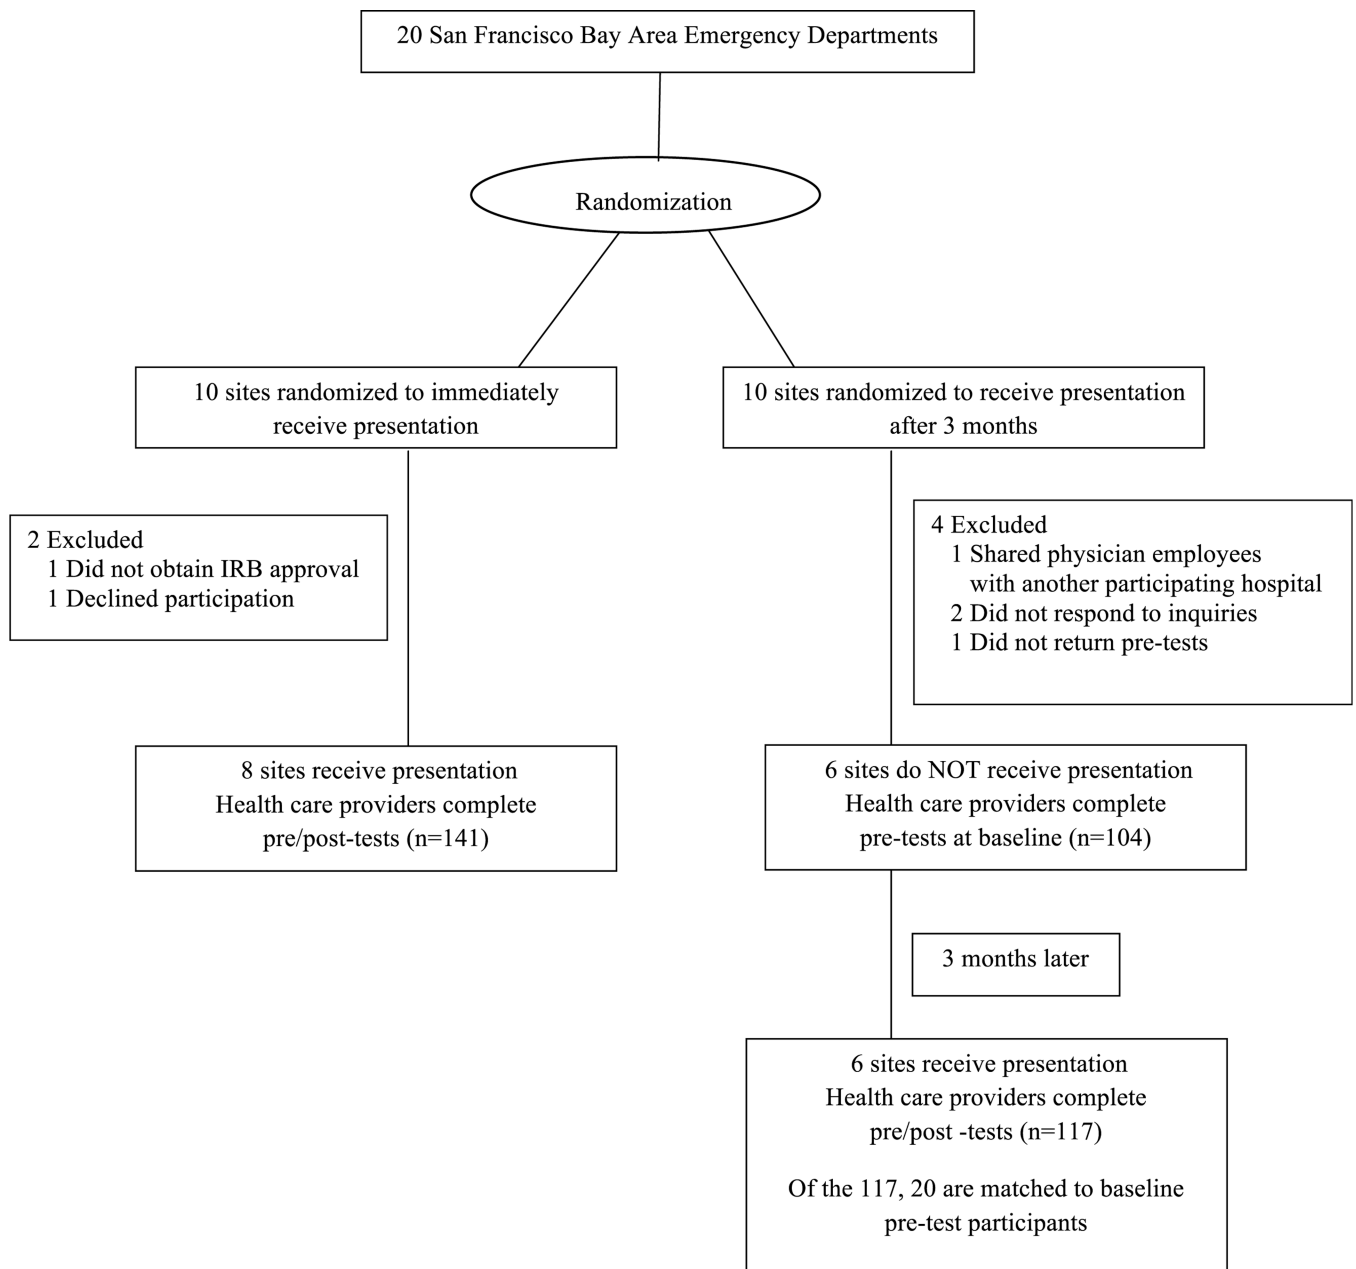 20 San Francisco Bay Area Emergency Departments
Randomization
10 sites randomized to immediately
receive presentation
10 sites randomized to receive presentation
after 3 months
2 Excluded
1 Did not obtain IRB approval
1 Declined participation
4 Excluded
1 Shared physician employees
with another participating hospital
2 Did not respond to inquiries
1 Did not return pre-tests
8 sites receive presentation
Health care providers complete
pre/post-tests (n=141)
6 sites do NOT receive presentation
Health care providers complete
pre-tests at baseline (n=104)
3 months later
6 sites receive presentation
Health care providers complete
pre/post -tests (n=117)
Of the 117, 20 are matched to baseline
pre-test participants